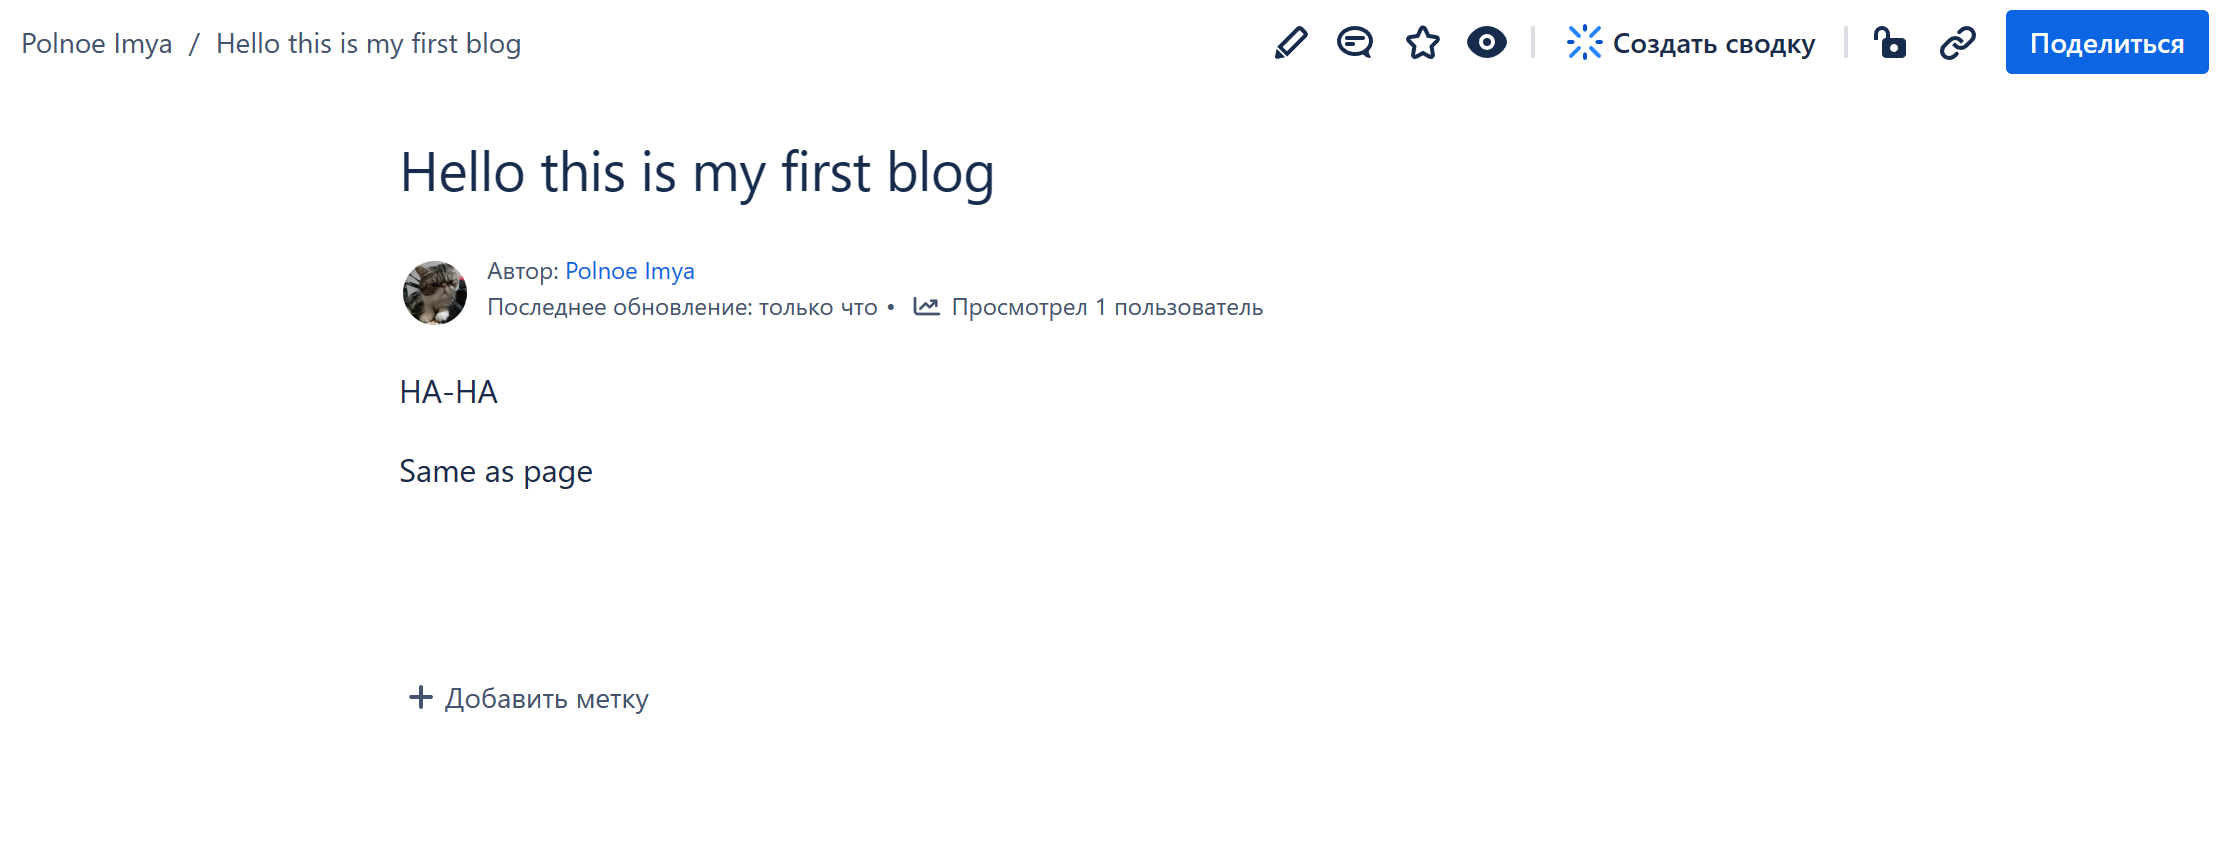 Polnoe Imya / Hello this is my first blog
Создать сводку
Поделиться
Hello this is my first blog
Автор: Polnoe Imya
Последнее обновление: только что • Просмотрел 1 пользователь
HA-HA
Same as page
Добавить метку